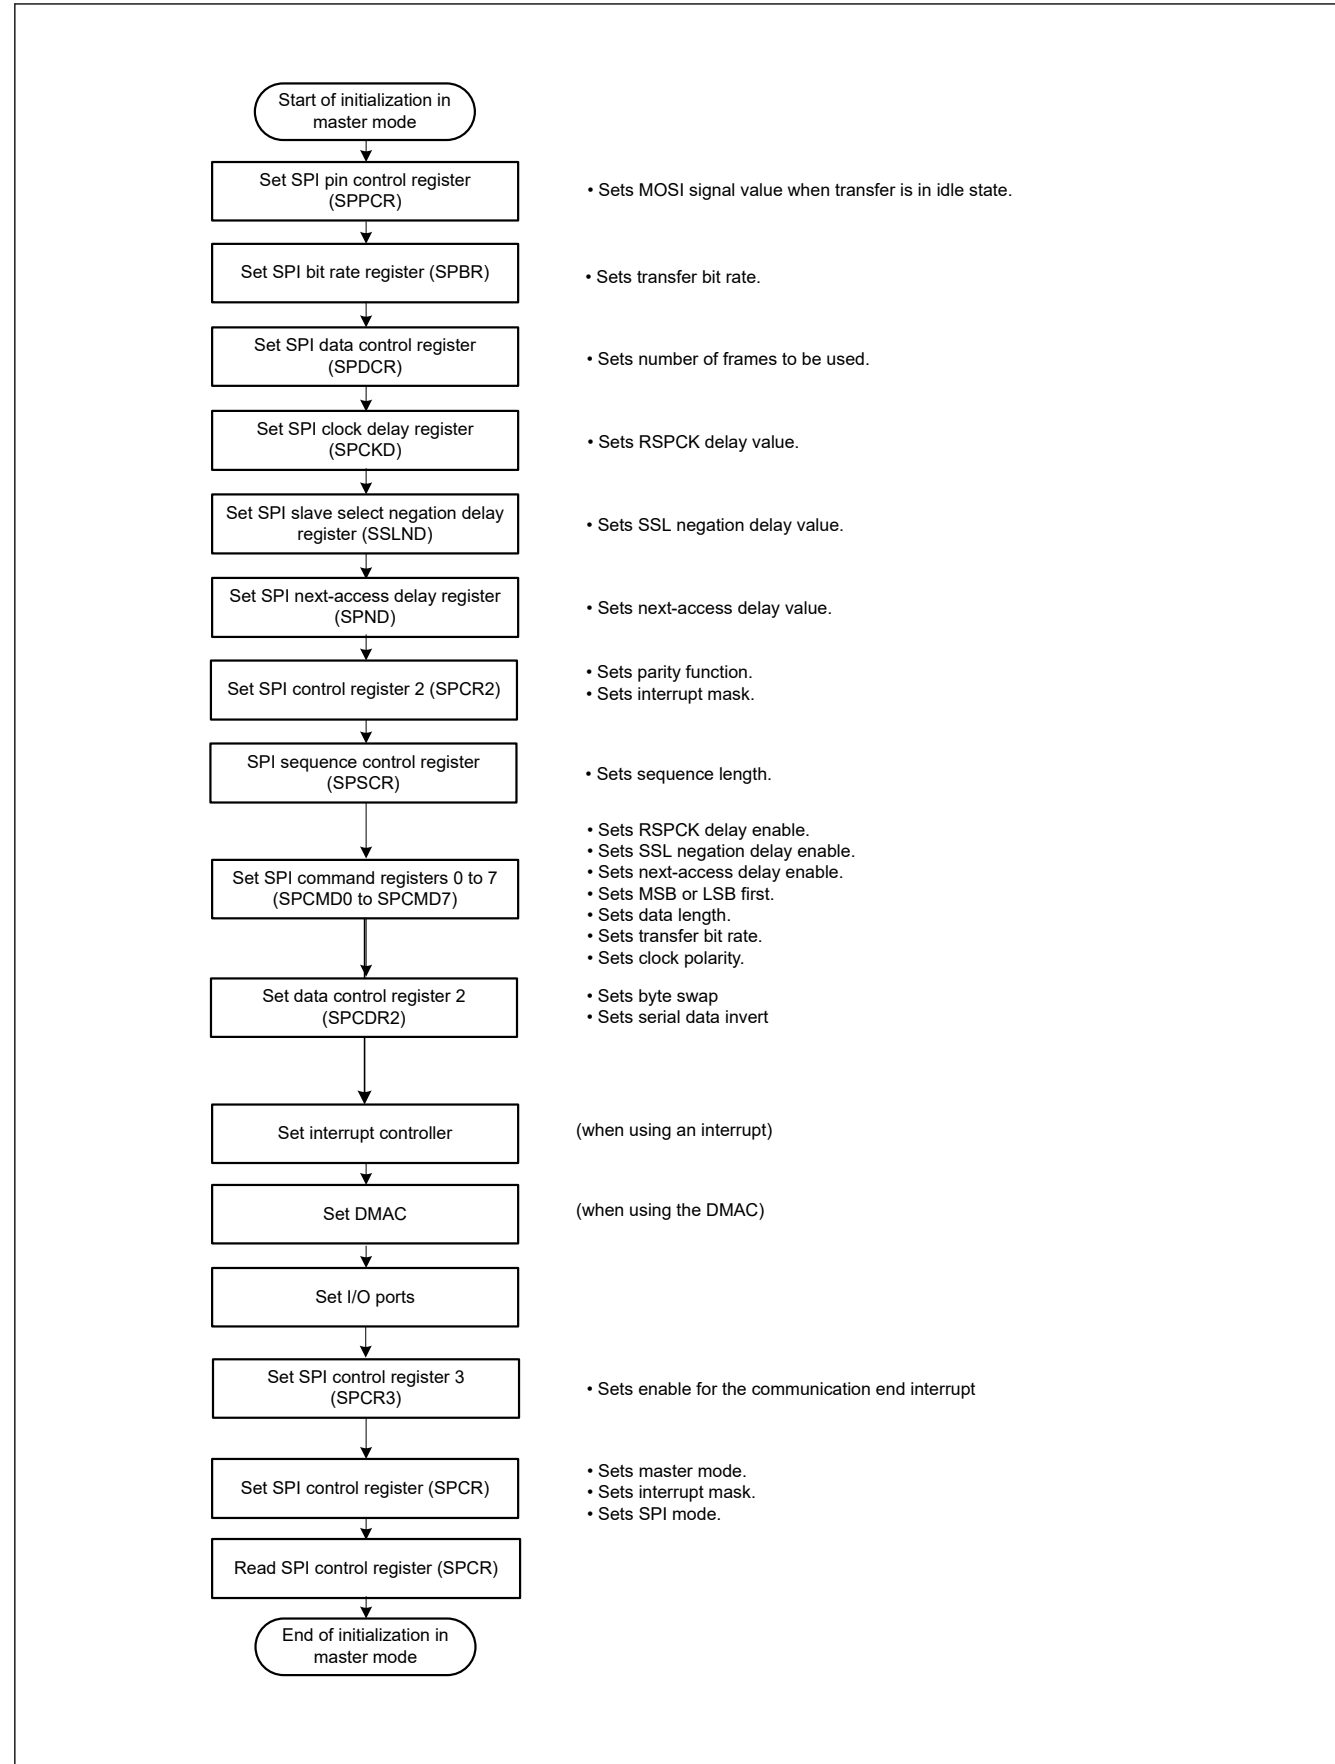 Start of initialization in
master mode
Set SPI pin control register
(SPPCR)
• Sets MOSI signal value when transfer is in idle state.
Set SPI bit rate register (SPBR)
• Sets transfer bit rate.
Set SPI data control register
(SPDCR)
• Sets number of frames to be used.
Set SPI clock delay register
(SPCKD)
• Sets RSPCK delay value.
Set SPI slave select negation delay
register (SSLND)
• Sets SSL negation delay value.
Set SPI next-access delay register
(SPND)
• Sets next-access delay value.
Set SPI control register 2 (SPCR2)
• Sets parity function.
• Sets interrupt mask.
SPI sequence control register
(SPSCR)
• Sets sequence length.
Set SPI command registers 0 to 7
(SPCMD0 to SPCMD7)
• Sets RSPCK delay enable.
• Sets SSL negation delay enable.
• Sets next-access delay enable.
• Sets MSB or LSB first.
• Sets data length.
• Sets transfer bit rate.
• Sets clock polarity.
Set data control register 2
(SPCDR2)
• Sets byte swap
• Sets serial data invert
Set interrupt controller
(when using an interrupt)
Set DMAC
(when using the DMAC)
Set I/O ports
Set SPI control register 3
(SPCR3)
• Sets enable for the communication end interrupt
Set SPI control register (SPCR)
• Sets master mode.
• Sets interrupt mask.
• Sets SPI mode.
Read SPI control register (SPCR)
End of initialization in
master mode